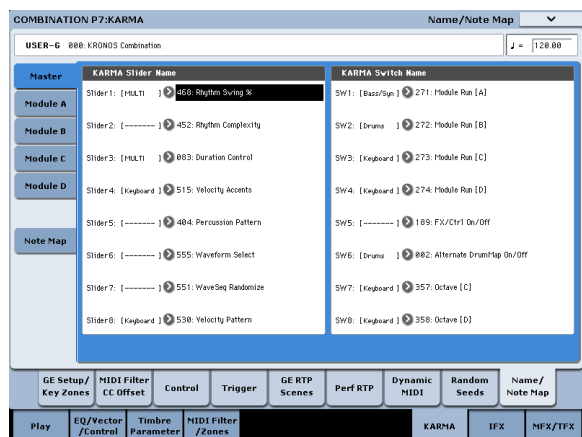 COMBINATION P7:KARMA Name/Note Map
USER-G 000: KRONOS Combination ♩= 120.00
Master
Module A
Module B
Module C
Module D
Note Map
KARMA Slider Name
Slider1: [MULTI ] 468: Rhythm Swing %
Slider2: [-------] 452: Rhythm Complexity
Slider3: [MULTI ] 083: Duration Control
Slider4: [Keyboard ] 515: Velocity Accents
Slider5: [-------] 404: Percussion Pattern
Slider6: [-------] 555: Waveform Select
Slider7: [-------] 551: WaveSeq Randomize
Slider8: [Keyboard ] 530: Velocity Pattern
KARMA Switch Name
SW1: [Bass/Syn ] 271: Module Run [A]
SW2: [Drums ] 272: Module Run [B]
SW3: [Keyboard ] 273: Module Run [C]
SW4: [Keyboard ] 274: Module Run [D]
SW5: [-------] 189: FX/Ctrl On/Off
SW6: [Drums ] 002: Alternate DrumMap On/Off
SW7: [Keyboard ] 357: Octave [C]
SW8: [Keyboard ] 358: Octave [D]
GE Setup/ Key Zones
MIDI Filter CC Offset
Control
Trigger
GE RTP Scenes
Perf RTP
Dynamic MIDI
Random Seeds
Name/ Note Map
Play
EQ/Vector /Control
Timbre Parameter
MIDI Filter /Zones
KARMA
IFX
MFX/TFX